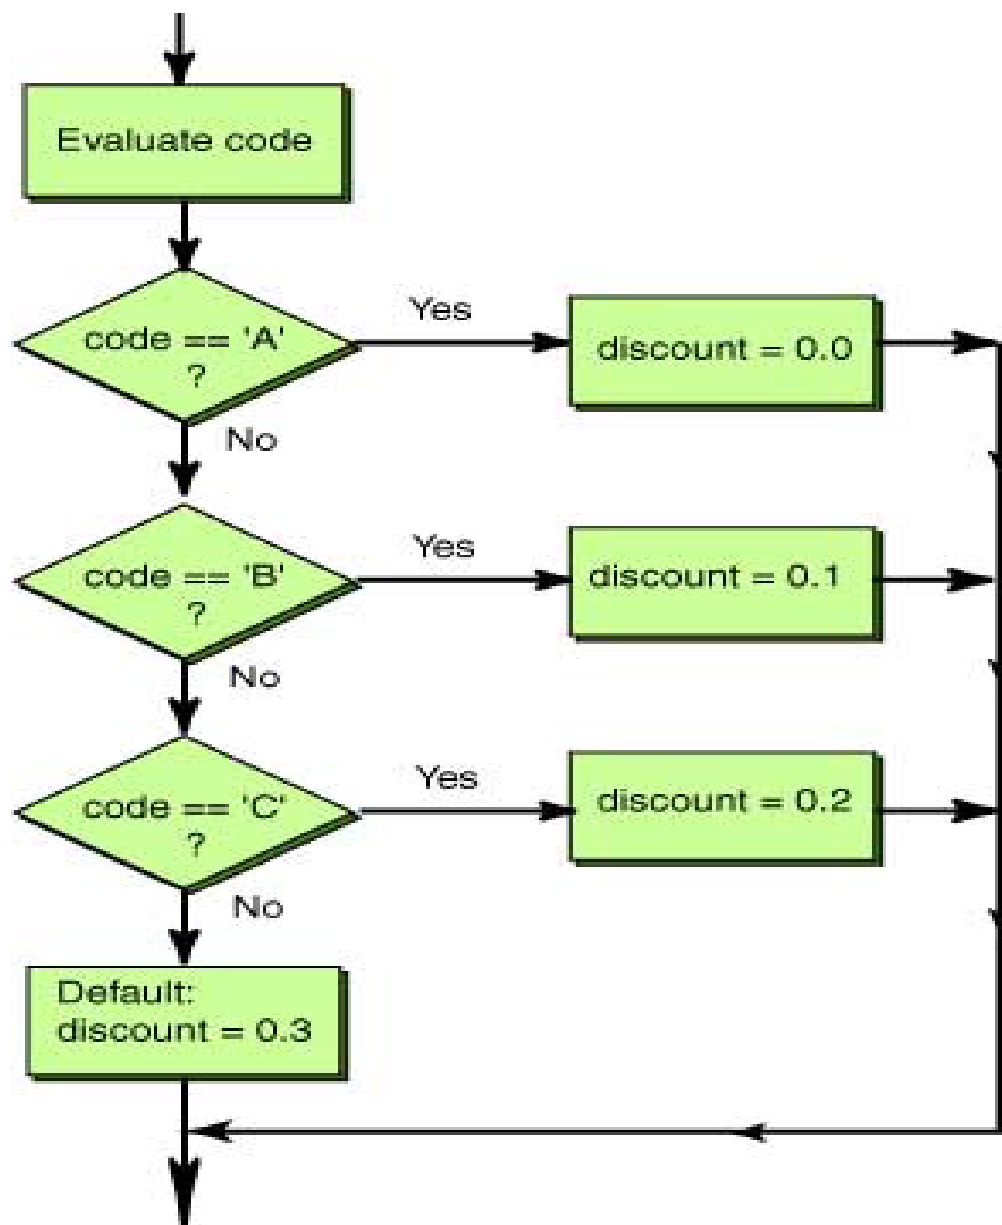 Evaluate code
code == 'A'
?
Yes
discount = 0.0
No
code == 'B'
?
Yes
discount = 0.1
No
code == 'C'
?
Yes
discount = 0.2
No
Default:
discount = 0.3